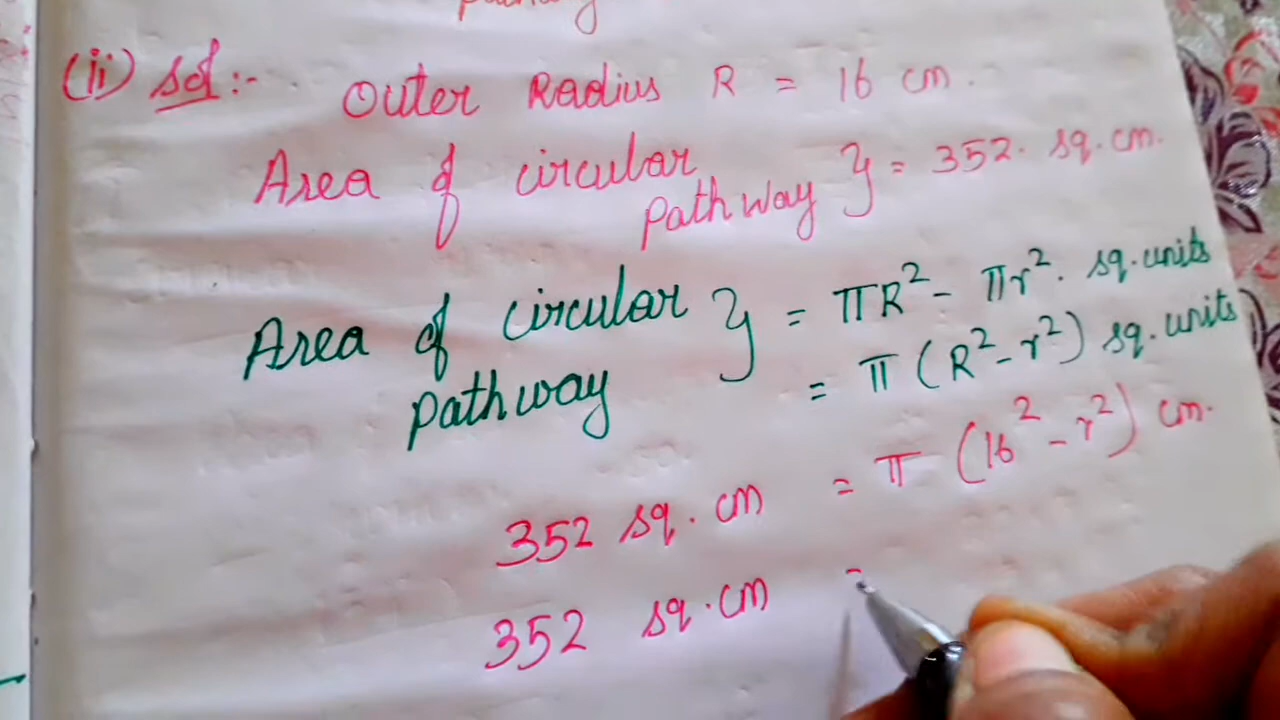 pathway
(ii) sol:- Outer Radius R = 16 cm.
Area of circular
pathway } = 352. sq.cm.
Area of circular } = πR² - πr². sq.units
pathway = π (R² - r²) sq.units
352 sq.cm = π (16² - r²) cm.
352 sq.cm =